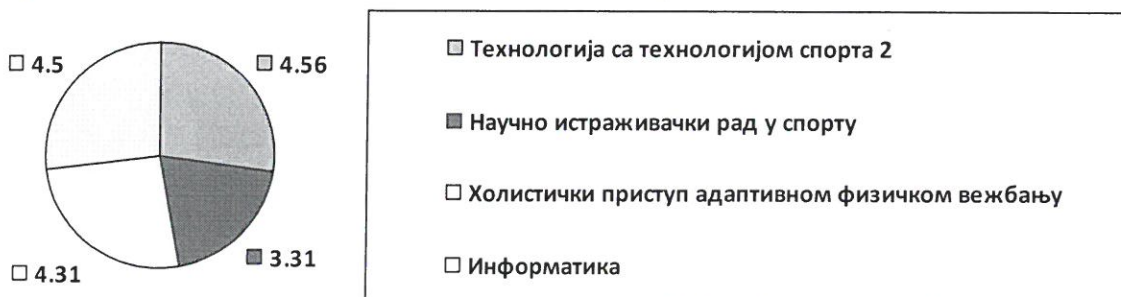 4.5
4.56
4.31
3.31
Технологија са технологијом спорта 2
Научно истраживачки рад у спорту
Холистички приступ адаптивном физичком вежбању
Информатика